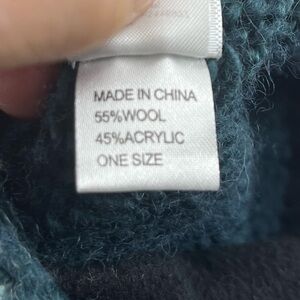 MADE IN CHINA
55%WOOL
45%ACRYLIC
ONE SIZE